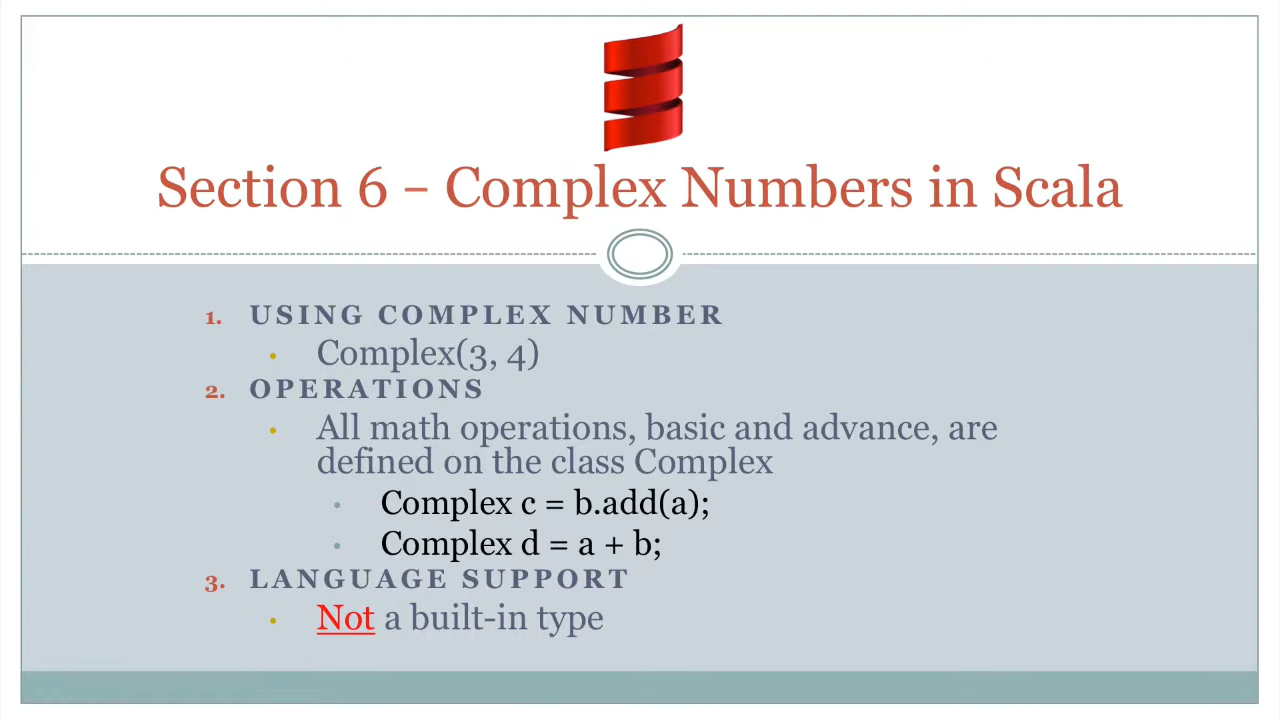 Section 6 – Complex Numbers in Scala
1. USING COMPLEX NUMBER
• Complex(3, 4)
2. OPERATIONS
• All math operations, basic and advance, are
defined on the class Complex
• Complex c = b.add(a);
• Complex d = a + b;
3. LANGUAGE SUPPORT
• Not a built-in type